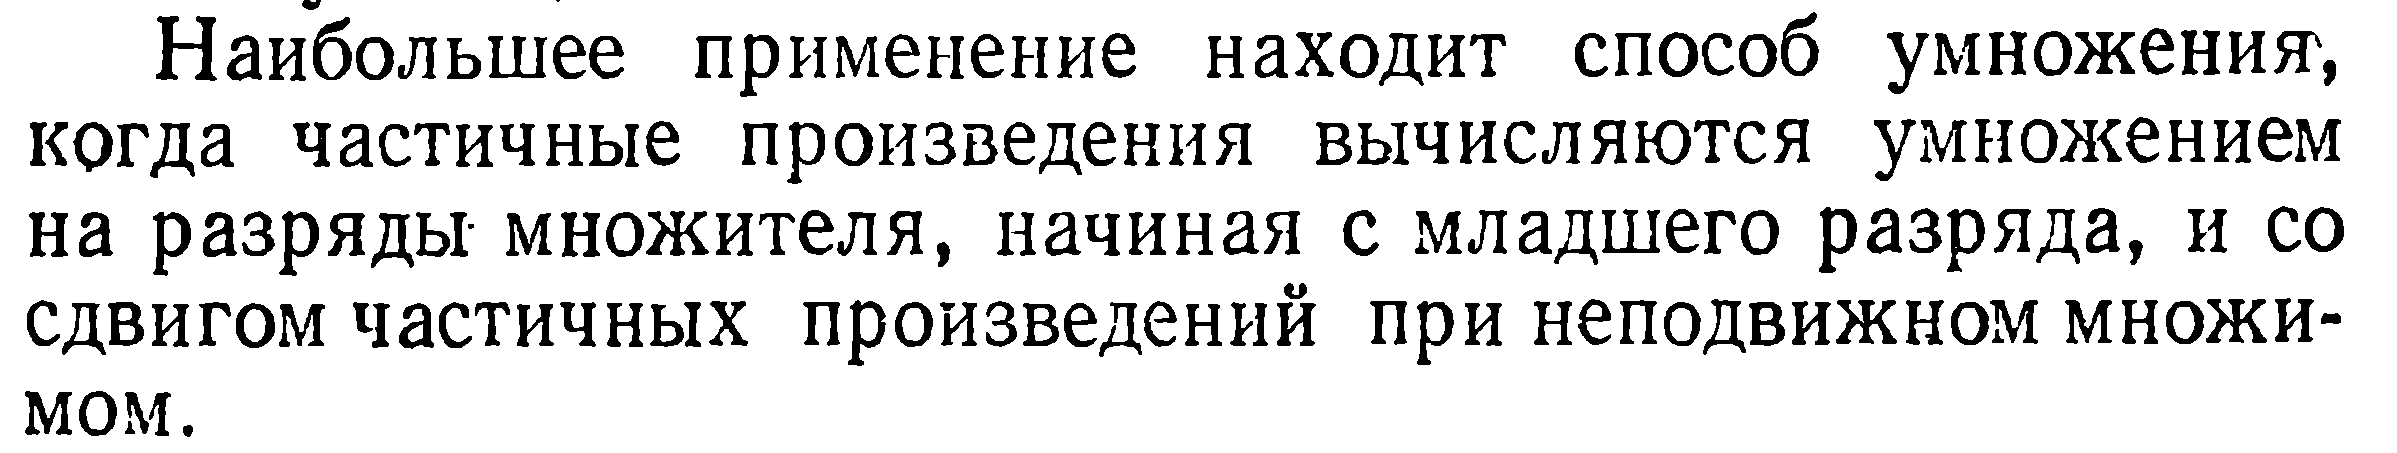 Наибольшее применение находит способ умножения,
когда частичные произведения вычисляются умножением
на разряды множителя, начиная с младшего разряда, и со
сдвигом частичных произведений при неподвижном множи-
мом.